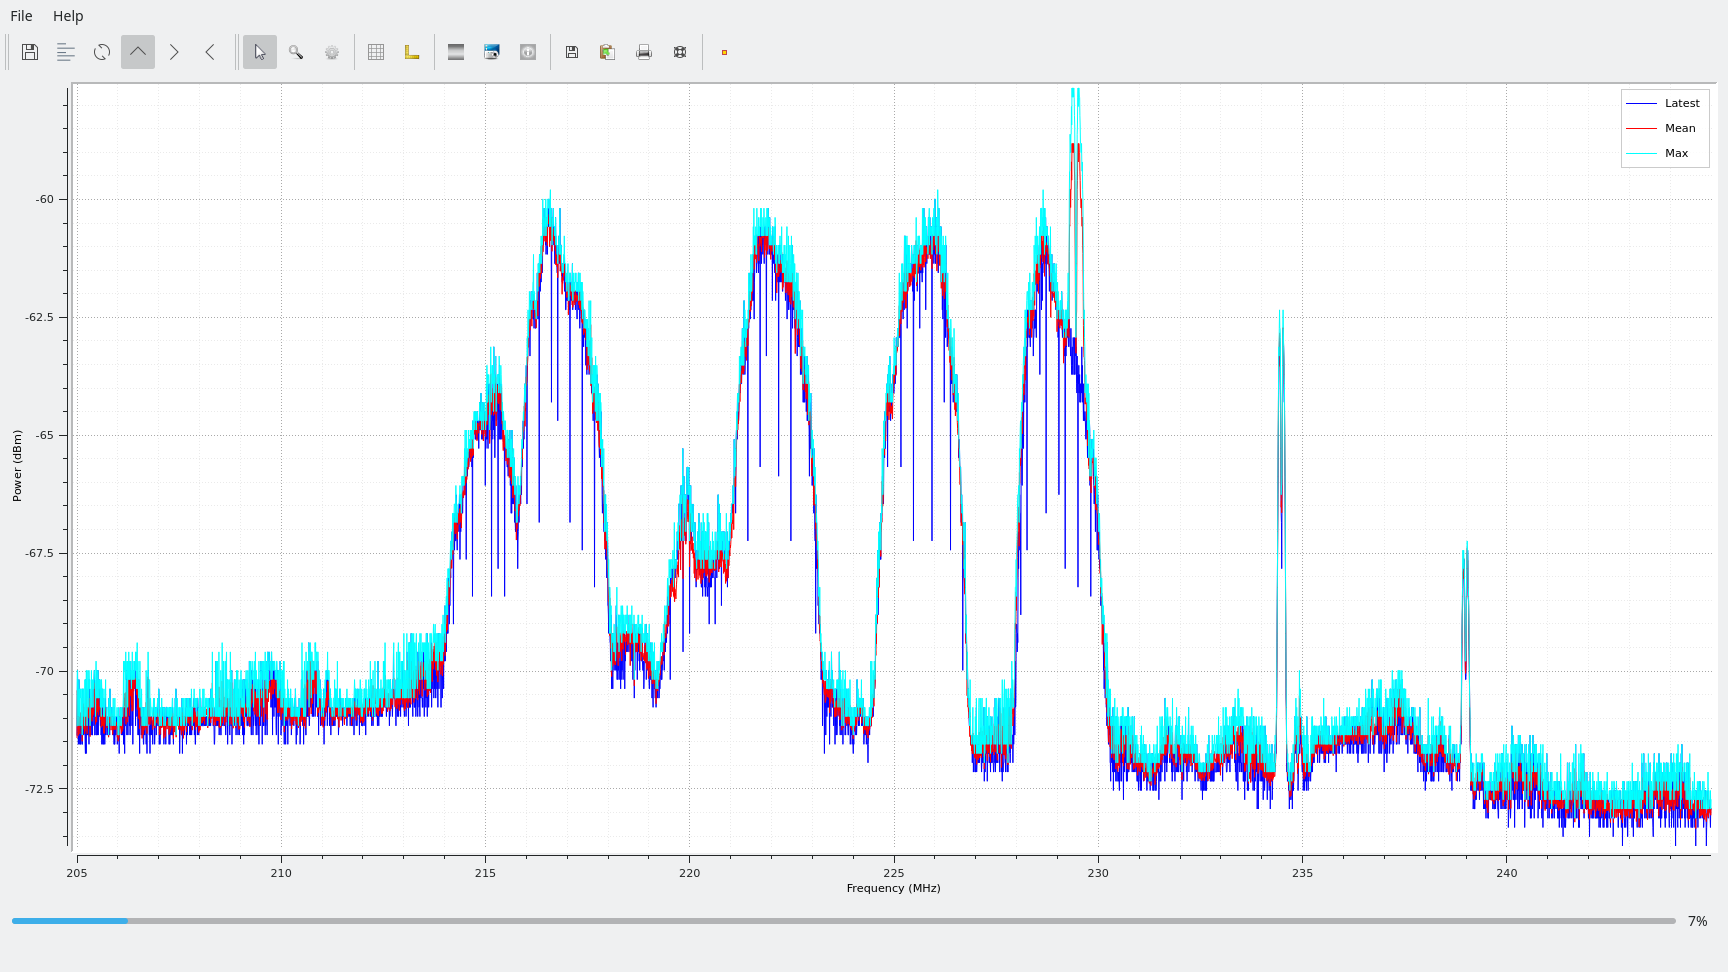 File Help
Latest
Mean
Max
-60
-62.5
-65
-67.5
-70
-72.5
Power (dBm)
205 210 215 220 225 230 235 240
Frequency (MHz)
7%